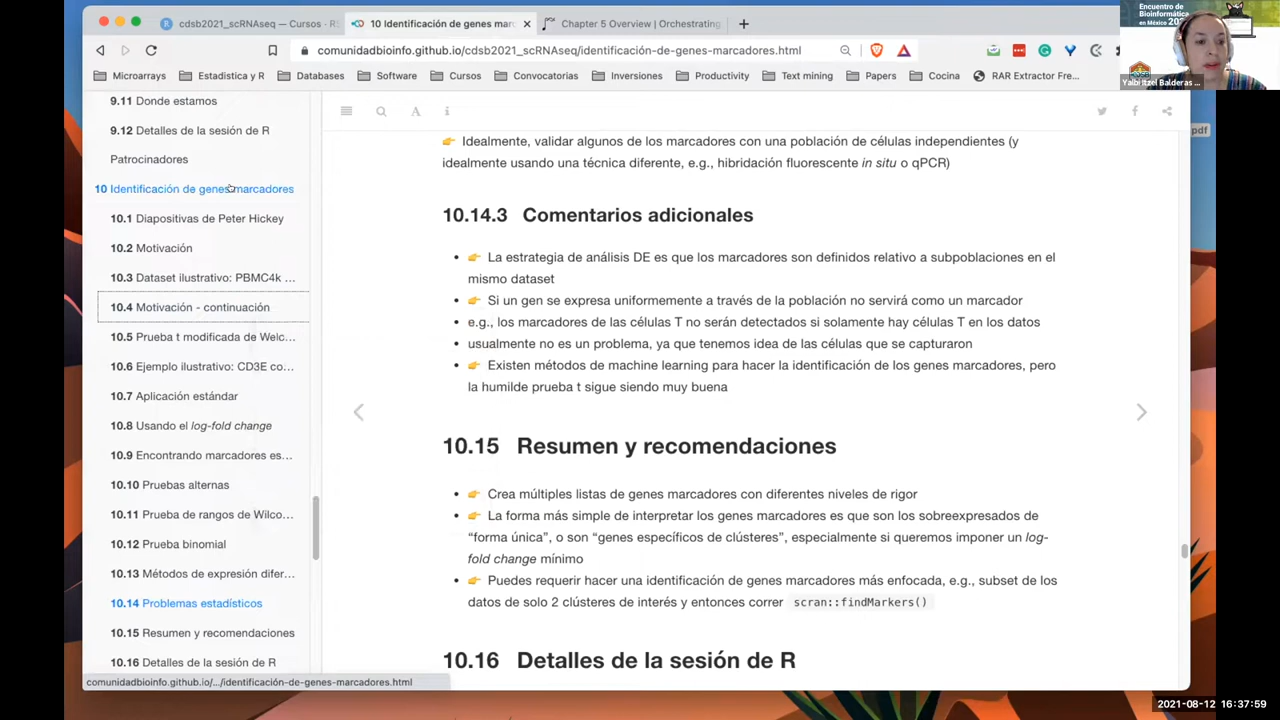 cdsb2021_scRNAseq — Cursos · R
10 Identificación de genes marc
Chapter 5 Overview | Orchestrating
comunidadbioinfo.github.io/cdsb2021_scRNAseq/identificación-de-genes-marcadores.html
Microarrays
Estadística y R
Databases
Software
Cursos
Convocatorias
Inversiones
Productivity
Text mining
Papers
Cocina
RAR Extractor Fre...
Encuentro de
Bioinformática
en México
Yalbi Itzel Balderas ...
pdf
9.11 Donde estamos
9.12 Detalles de la sesión de R
Patrocinadores
10 Identificación de genes marcadores
10.1 Diapositivas de Peter Hickey
10.2 Motivación
10.3 Dataset ilustrativo: PBMC4k ...
10.4 Motivación - continuación
10.5 Prueba t modificada de Welc...
10.6 Ejemplo ilustrativo: CD3E co...
10.7 Aplicación estándar
10.8 Usando el log-fold change
10.9 Encontrando marcadores es...
10.10 Pruebas alternas
10.11 Prueba de rangos de Wilco...
10.12 Prueba binomial
10.13 Métodos de expresión difer...
10.14 Problemas estadísticos
10.15 Resumen y recomendaciones
10.16 Detalles de la sesión de R
comunidadbioinfo.github.io/.../identificación-de-genes-marcadores.html
👉 Idealmente, validar algunos de los marcadores con una población de células independientes (y
idealmente usando una técnica diferente, e.g., hibridación fluorescente in situ o qPCR)
10.14.3 Comentarios adicionales
• 👉 La estrategia de análisis DE es que los marcadores son definidos relativo a subpoblaciones en el
mismo dataset
• 👉 Si un gen se expresa uniformemente a través de la población no servirá como un marcador
• e.g., los marcadores de las células T no serán detectados si solamente hay células T en los datos
• usualmente no es un problema, ya que tenemos idea de las células que se capturaron
• 👉 Existen métodos de machine learning para hacer la identificación de los genes marcadores, pero
la humilde prueba t sigue siendo muy buena
10.15 Resumen y recomendaciones
• 👉 Crea múltiples listas de genes marcadores con diferentes niveles de rigor
• 👉 La forma más simple de interpretar los genes marcadores es que son los sobreexpresados de
“forma única”, o son “genes específicos de clústeres”, especialmente si queremos imponer un log-
fold change mínimo
• 👉 Puedes requerir hacer una identificación de genes marcadores más enfocada, e.g., subset de los
datos de solo 2 clústeres de interés y entonces correr scran::findMarkers()
10.16 Detalles de la sesión de R
2021-08-12 16:37:59